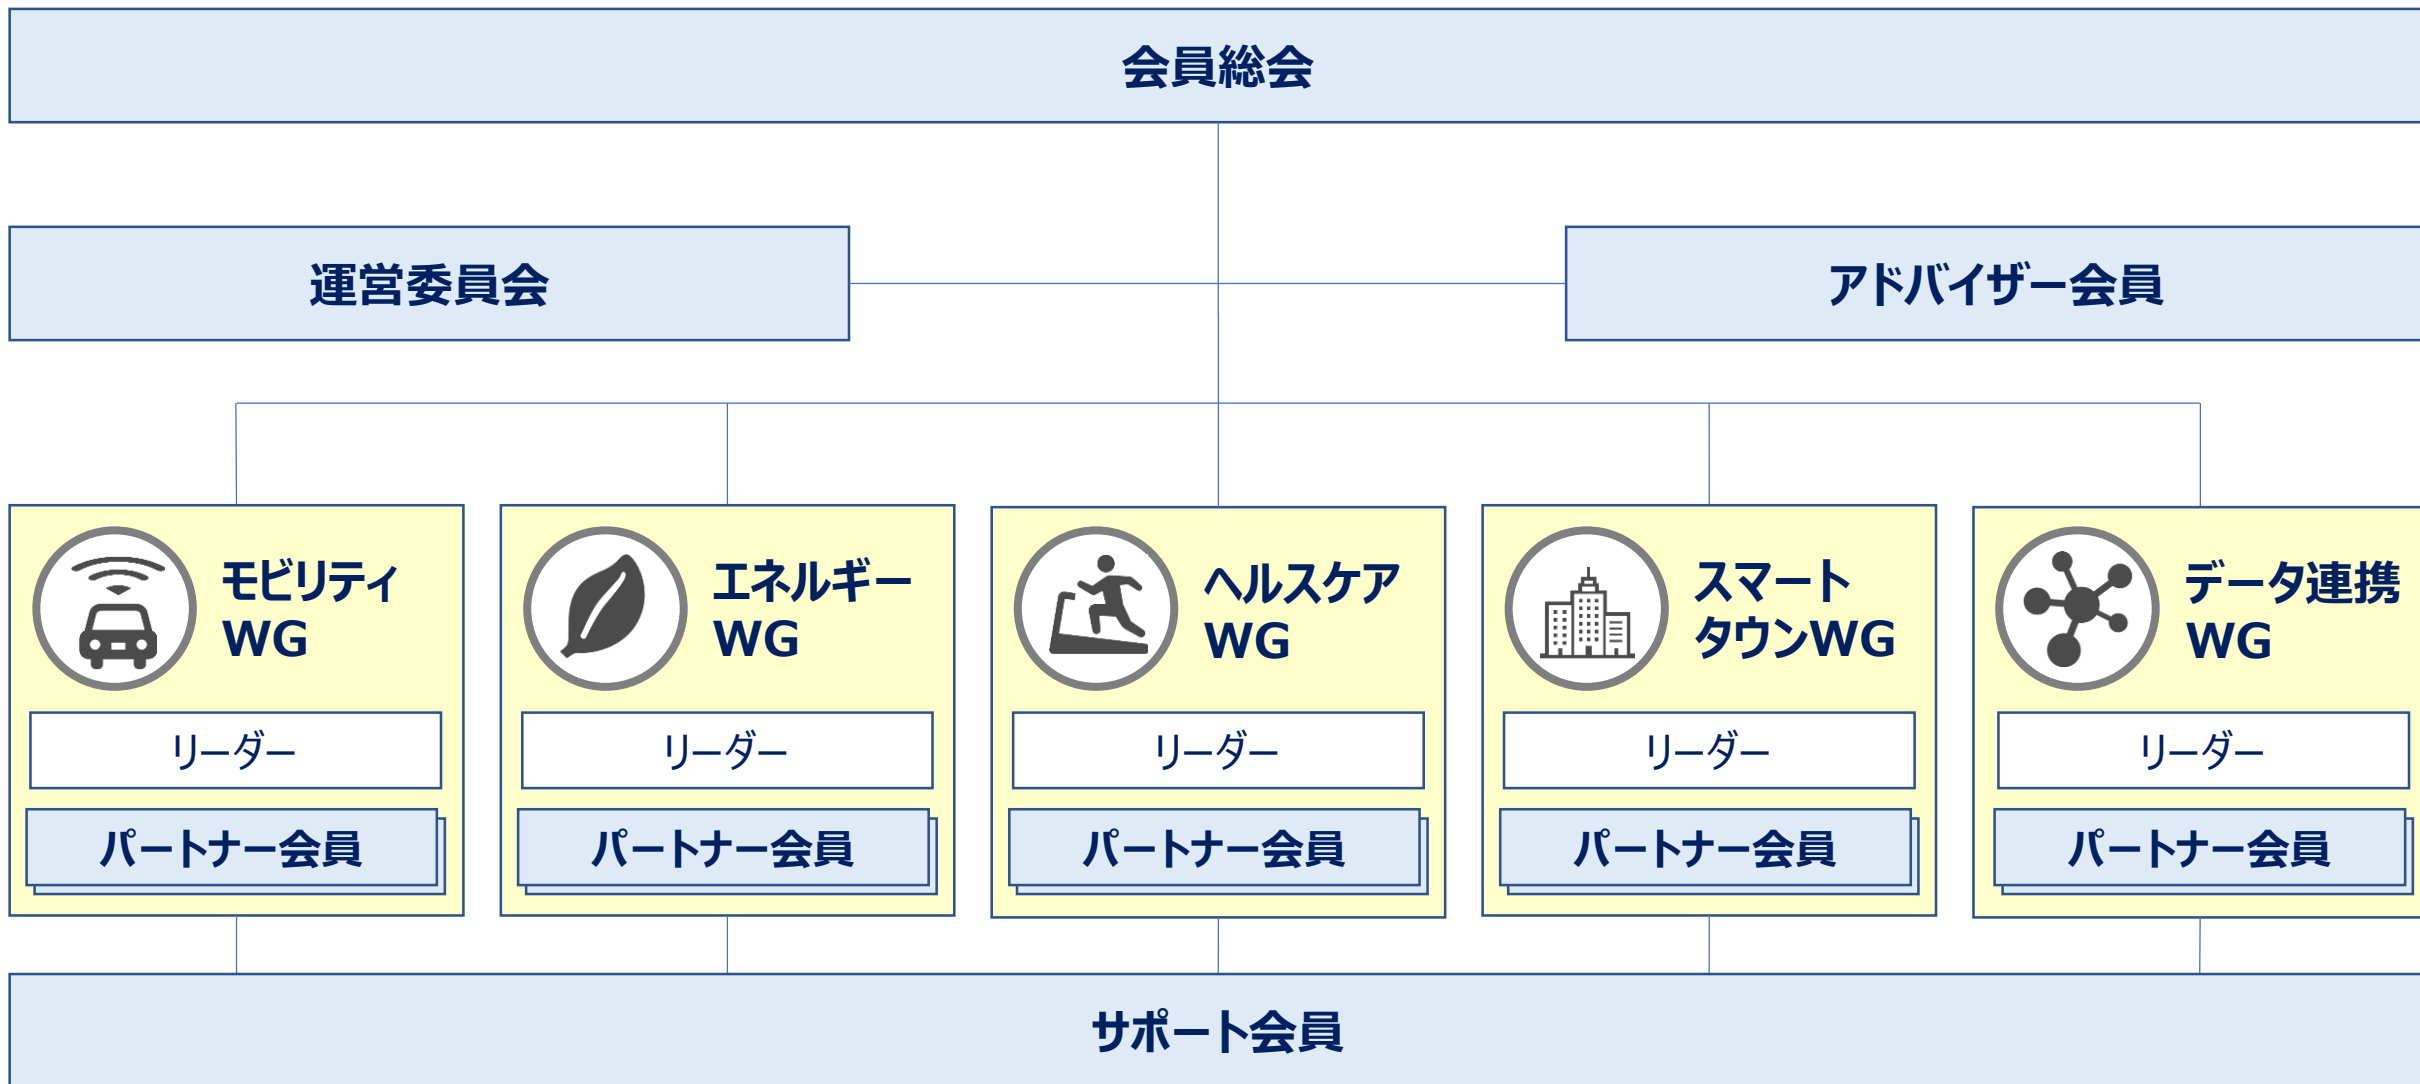 会員総会
運営委員会
アドバイザー会員
モビリティ
WG
リーダー
パートナー会員
エネルギー
WG
リーダー
パートナー会員
ヘルスケア
WG
リーダー
パートナー会員
スマート
タウンWG
リーダー
パートナー会員
データ連携
WG
リーダー
パートナー会員
サポート会員